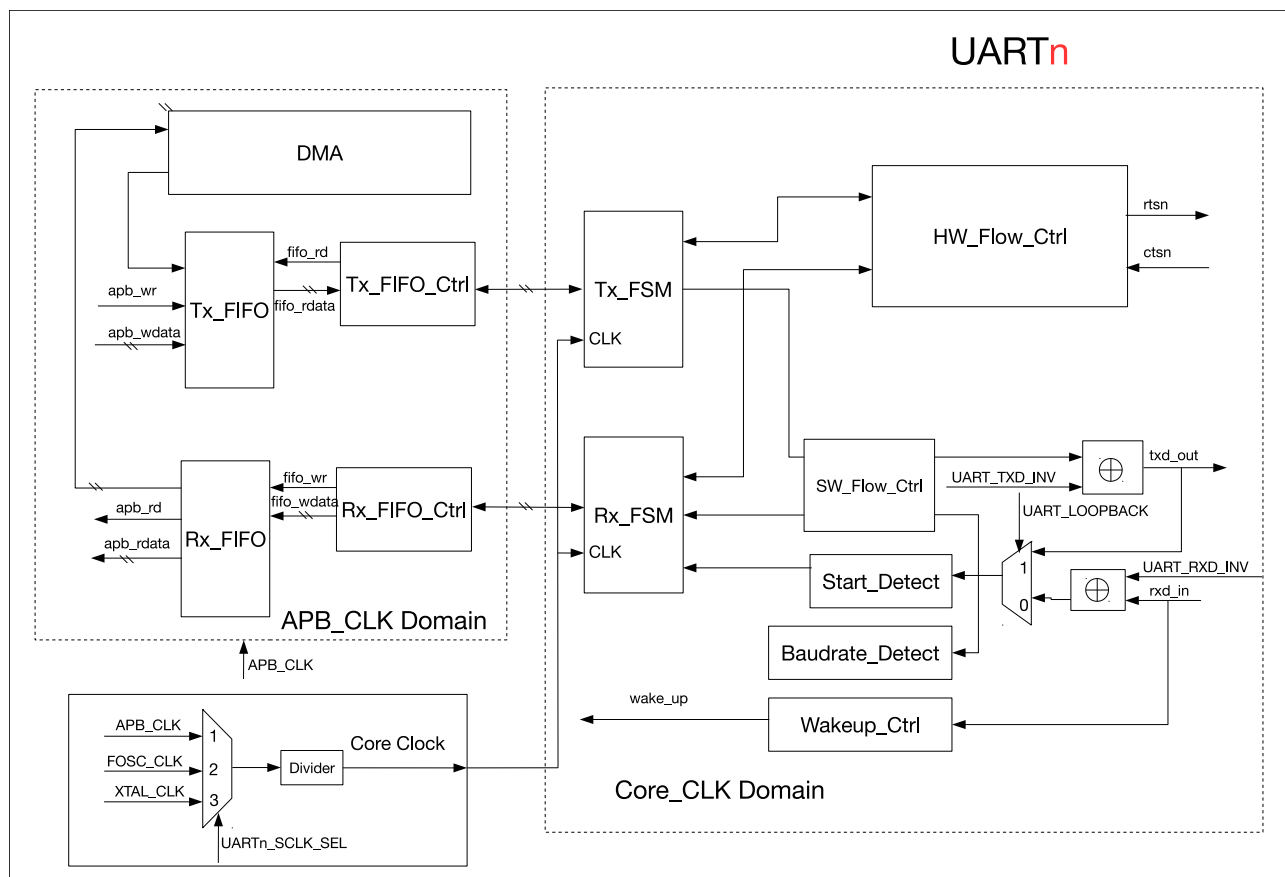 UARTn
DMA
HW_Flow_Ctrl
rtsn
ctsn
Tx_FIFO
fifo_rd
fifo_rdata
Tx_FIFO_Ctrl
apb_wr
apb_wdata
Tx_FSM
CLK
Rx_FIFO
fifo_wr
fifo_wdata
Rx_FIFO_Ctrl
apb_rd
apb_rdata
Rx_FSM
CLK
SW_Flow_Ctrl
UART_TXD_INV
txd_out
UART_LOOPBACK
1
0
UART_RXD_INV
rxd_in
Start_Detect
Baudrate_Detect
Wakeup_Ctrl
wake_up
APB_CLK Domain
APB_CLK
APB_CLK
1
FOSC_CLK
2
XTAL_CLK
3
Divider
Core Clock
UARTn_SCLK_SEL
Core_CLK Domain